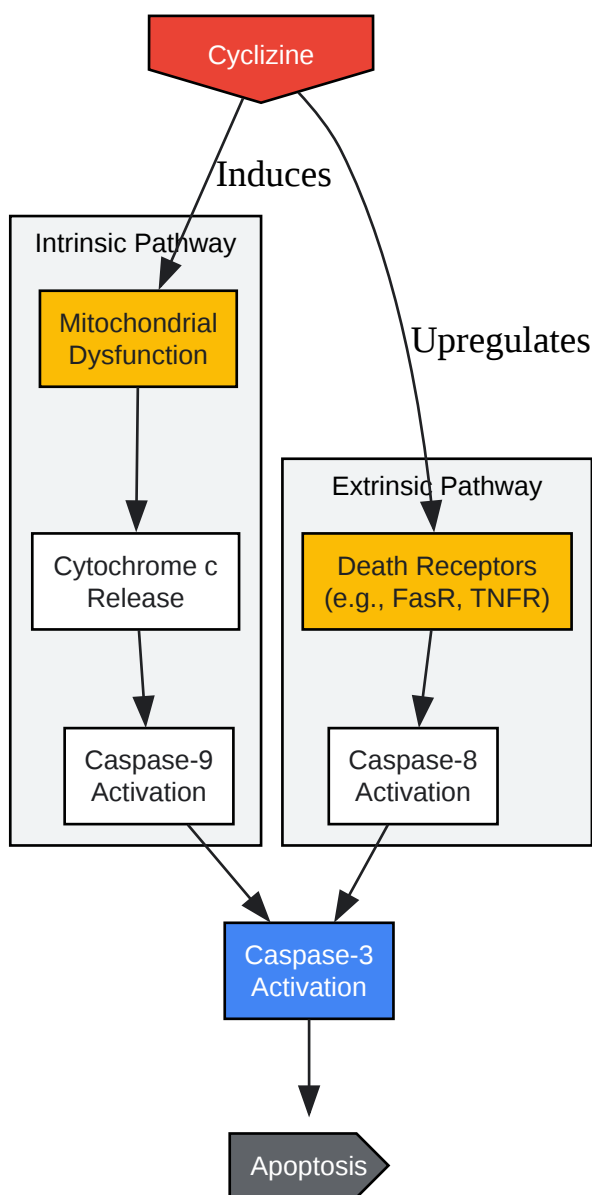 Cyclizine
Induces
Intrinsic Pathway
Mitochondrial
Dysfunction
Upregulates
Extrinsic Pathway
Cytochrome c
Release
Death Receptors
(e.g., FasR, TNFR)
Caspase-9
Activation
Caspase-8
Activation
Caspase-3
Activation
Apoptosis